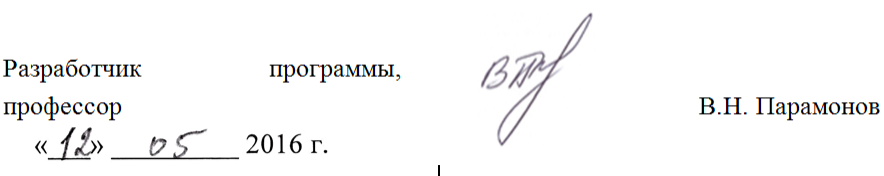 Разработчик программы,
профессор В.Н. Парамонов
«12» 05 2016 г.